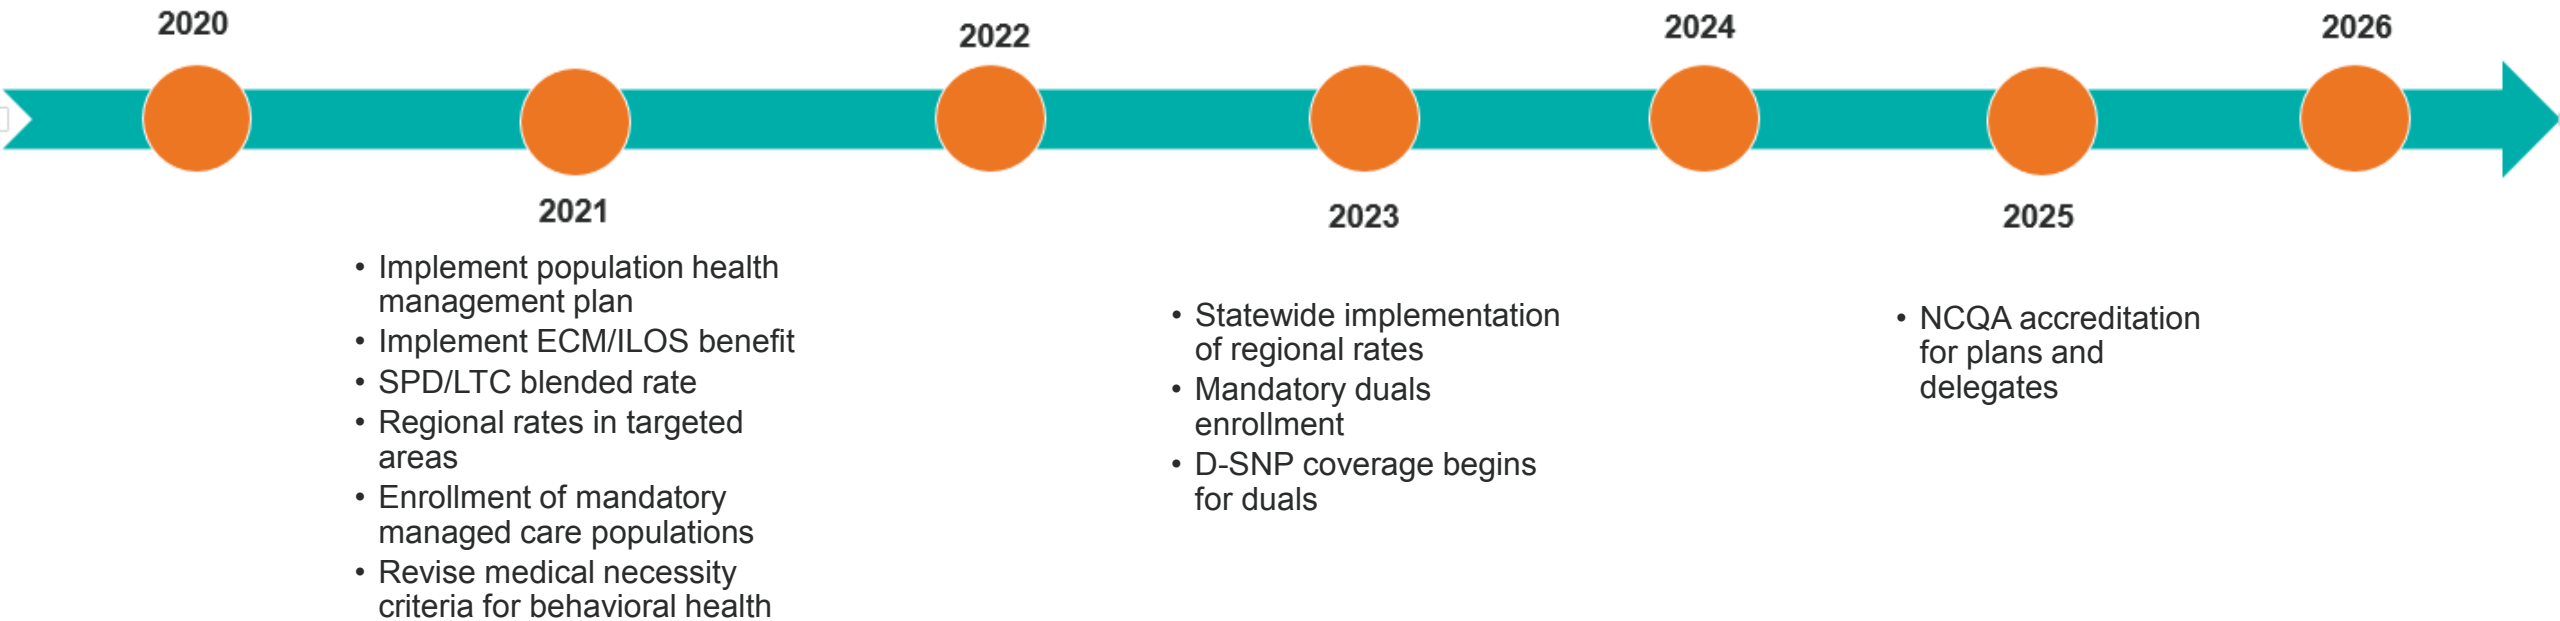 2020
2022
2024
2026
2021
2023
2025
• Implement population health
management plan
• Implement ECM/ILOS benefit
• SPD/LTC blended rate
• Regional rates in targeted
areas
• Enrollment of mandatory
managed care populations
• Revise medical necessity
criteria for behavioral health
• Statewide implementation
of regional rates
• Mandatory duals
enrollment
• D-SNP coverage begins
for duals
• NCQA accreditation
for plans and
delegates